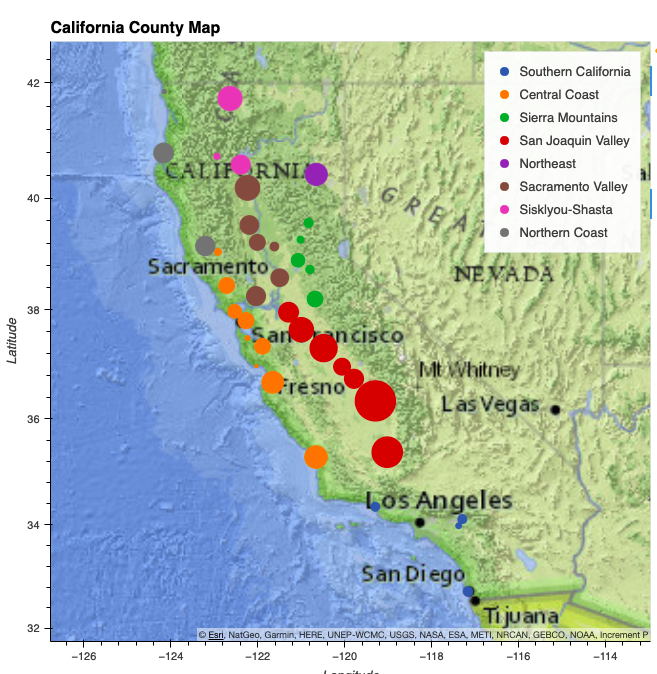 California County Map
Southern California
Central Coast
Sierra Mountains
San Joaquin Valley
Northeast
Sacramento Valley
Sisklyou-Shasta
Northern Coast
42
40
38
36
34
32
Latitude
CALIFORNIA
GREAT
Sacramento
NEVADA
San Francisco
Mt Whitney
Fresno
Las Vegas
Los Angeles
San Diego
Tijuana
© Esri, NatGeo, Garmin, HERE, UNEP-WCMC, USGS, NASA, ESA, METI, NRCAN, GEBCO, NOAA, Increment P
−126
−124
−122
−120
−118
−116
−114
Longitude